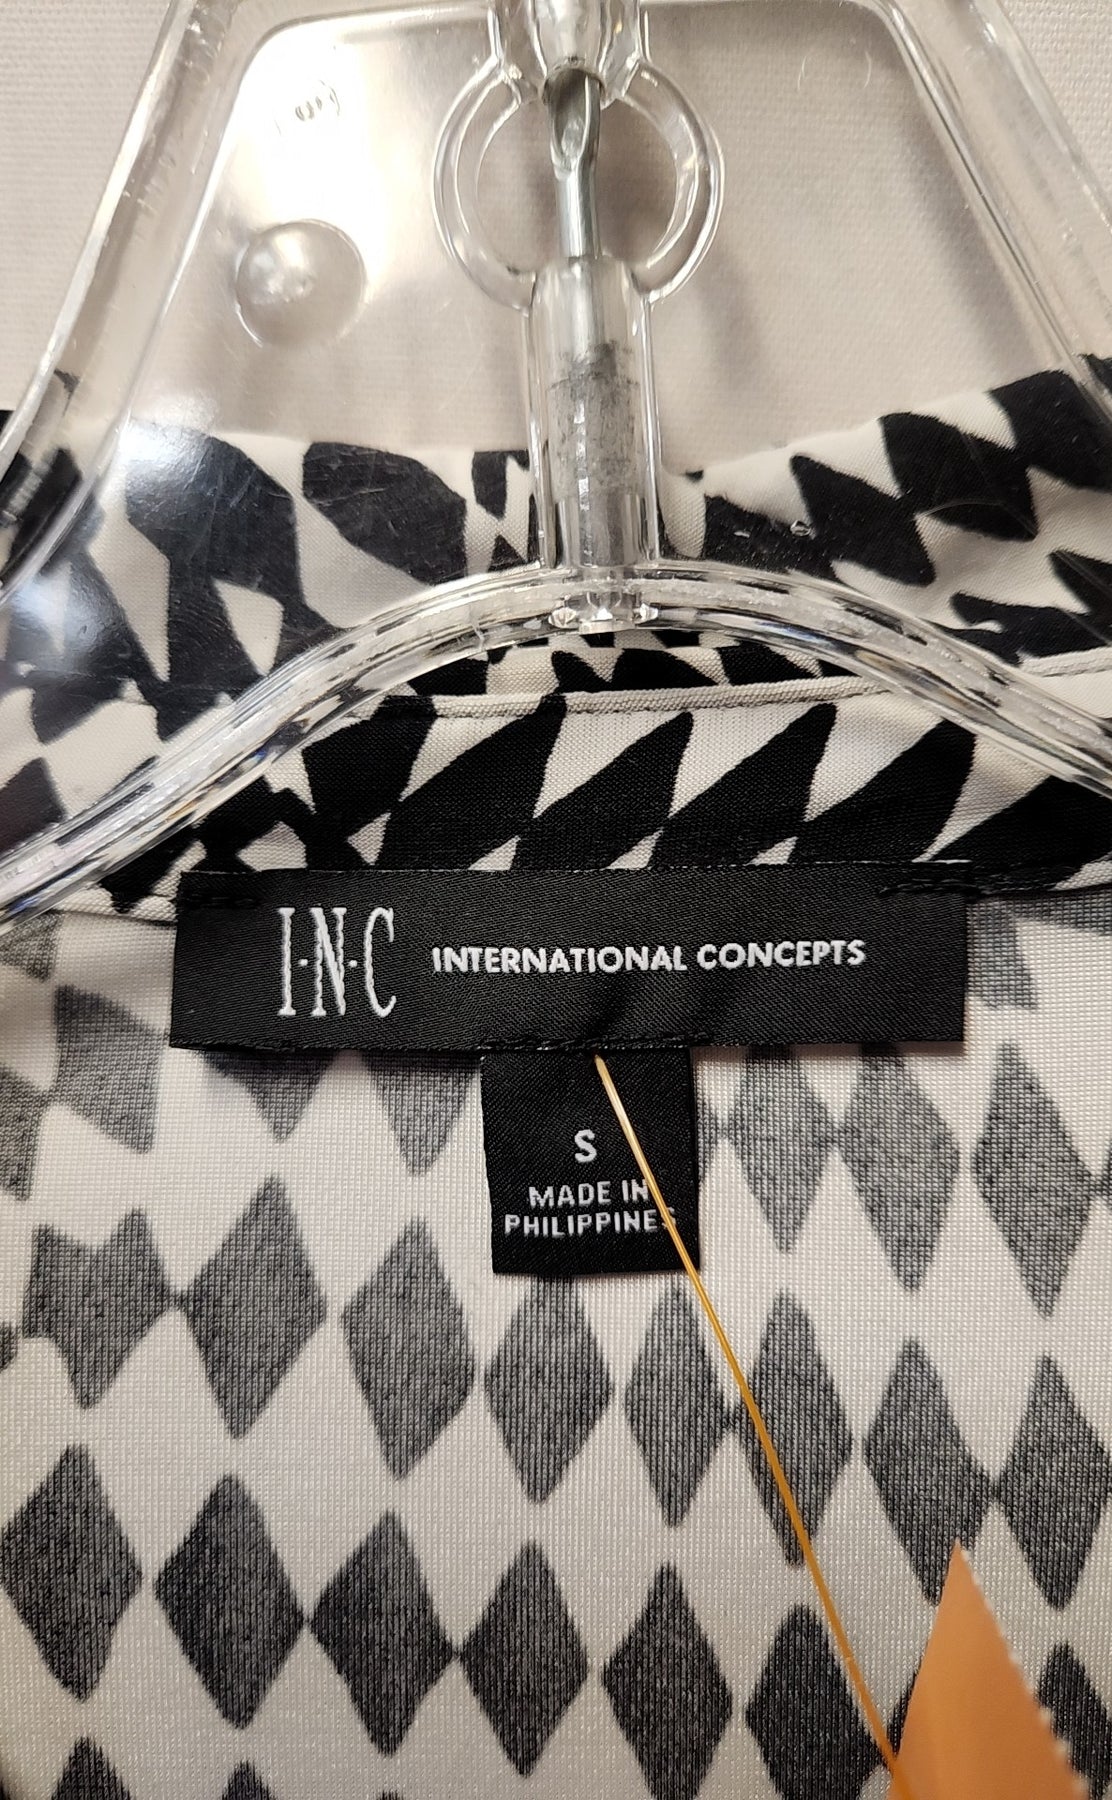 I·N·C INTERNATIONAL CONCEPTS
S
MADE IN
PHILIPPINES